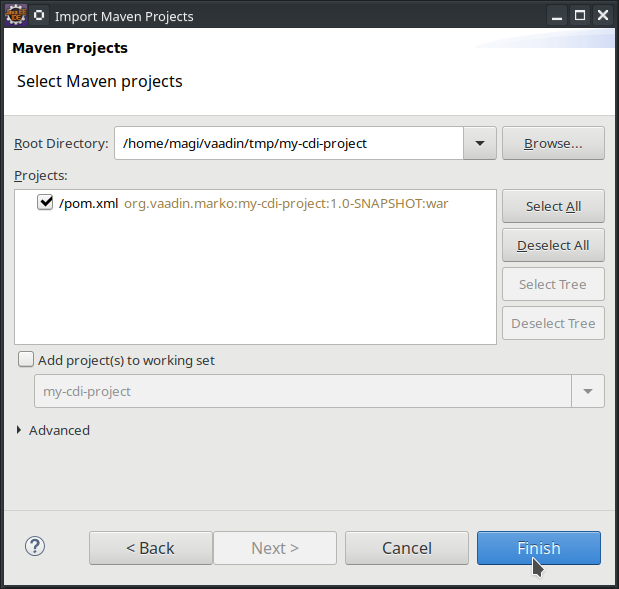 Import Maven Projects
Maven Projects
Select Maven projects
Root Directory: /home/magi/vaadin/tmp/my-cdi-project Browse...
Projects:
/pom.xml org.vaadin.marko:my-cdi-project:1.0-SNAPSHOT:war
Select All
Deselect All
Select Tree
Deselect Tree
Add project(s) to working set
my-cdi-project
Advanced
? < Back Next > Cancel Finish